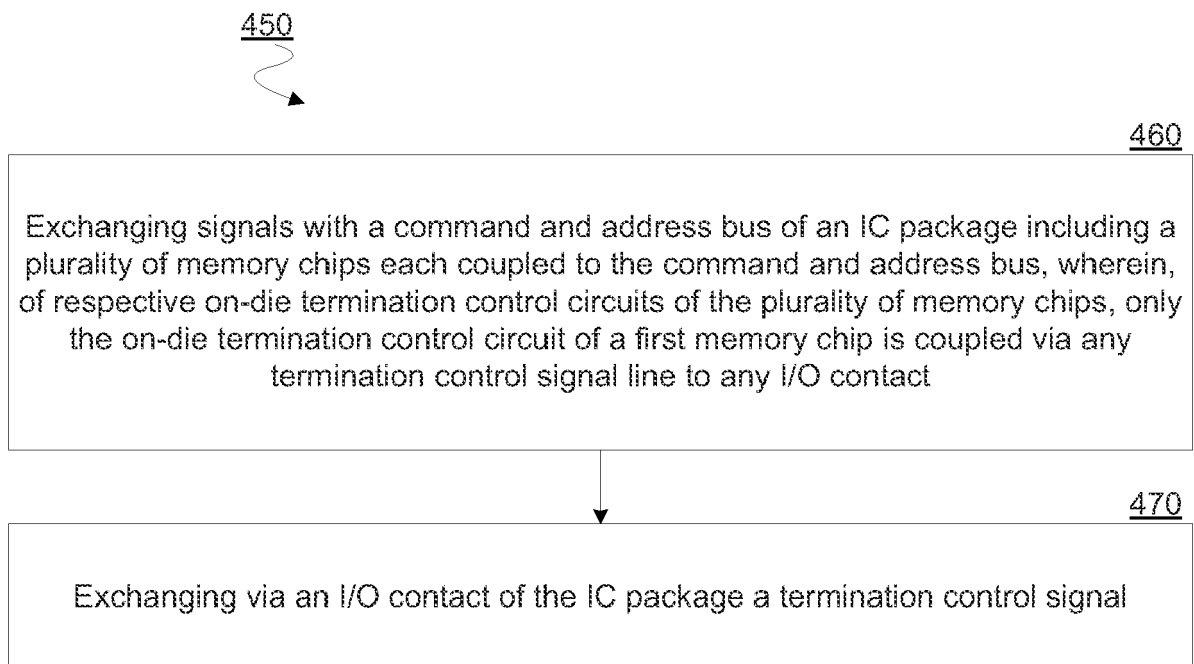 450
460
Exchanging signals with a command and address bus of an IC package including a
plurality of memory chips each coupled to the command and address bus, wherein,
of respective on-die termination control circuits of the plurality of memory chips, only
the on-die termination control circuit of a first memory chip is coupled via any
termination control signal line to any I/O contact
470
Exchanging via an I/O contact of the IC package a termination control signal